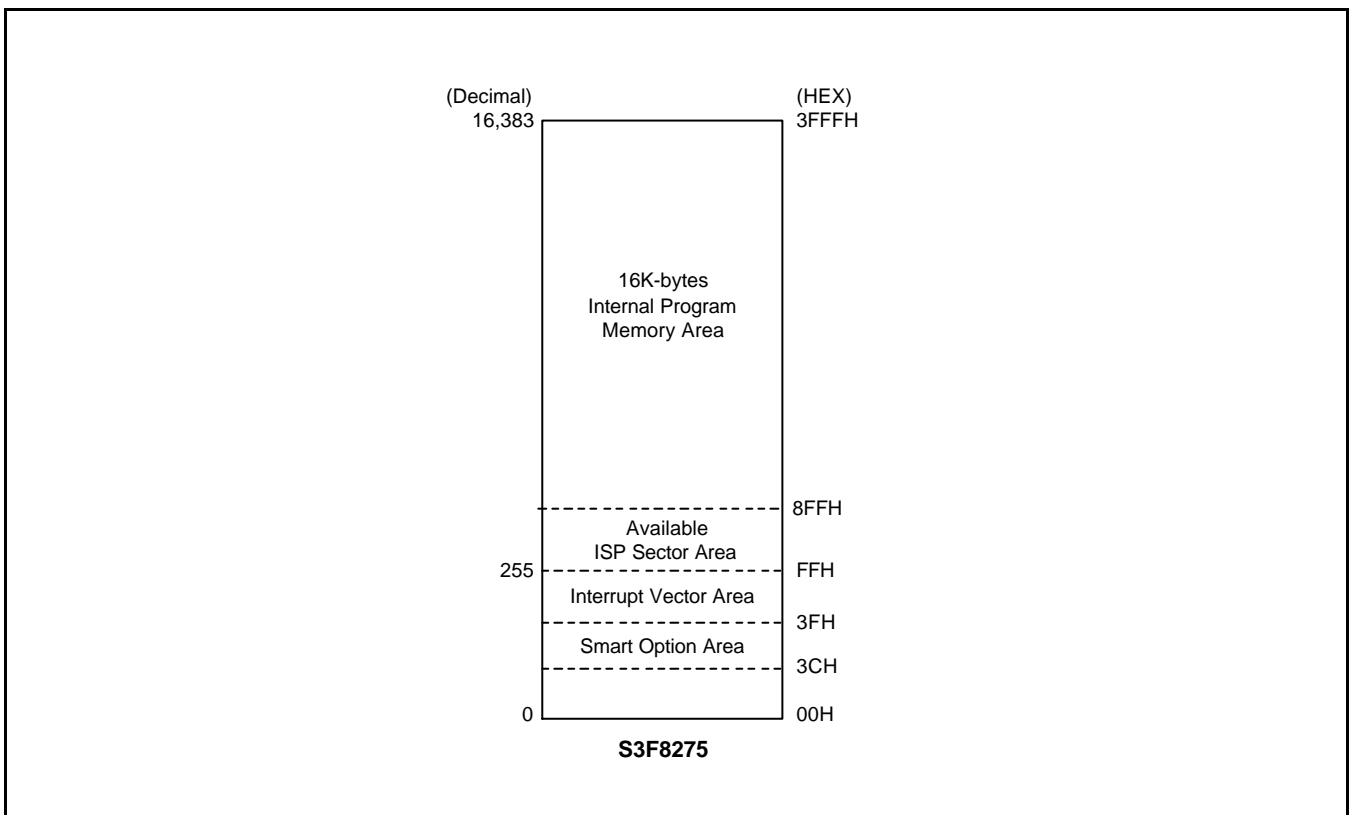 (Decimal) (HEX)
16,383 3FFFH
16K-bytes
Internal Program
Memory Area
8FFH
Available
ISP Sector Area
255 FFH
Interrupt Vector Area
3FH
Smart Option Area
3CH
0 00H
S3F8275